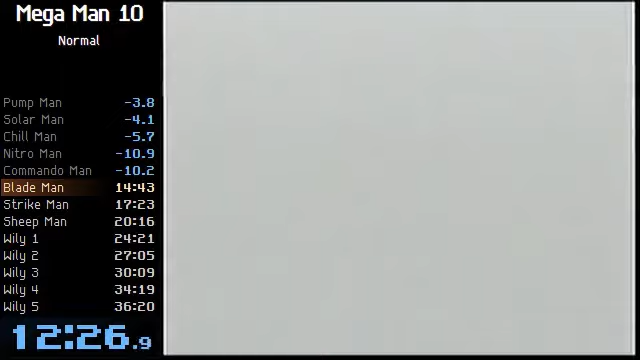 Mega Man 10
Normal
Pump Man -3.8
Solar Man -4.1
Chill Man -5.7
Nitro Man -10.9
Commando Man -10.2
Blade Man 14:43
Strike Man 17:23
Sheep Man 20:16
Wily 1 24:21
Wily 2 27:05
Wily 3 30:09
Wily 4 34:19
Wily 5 36:20
12:26.9